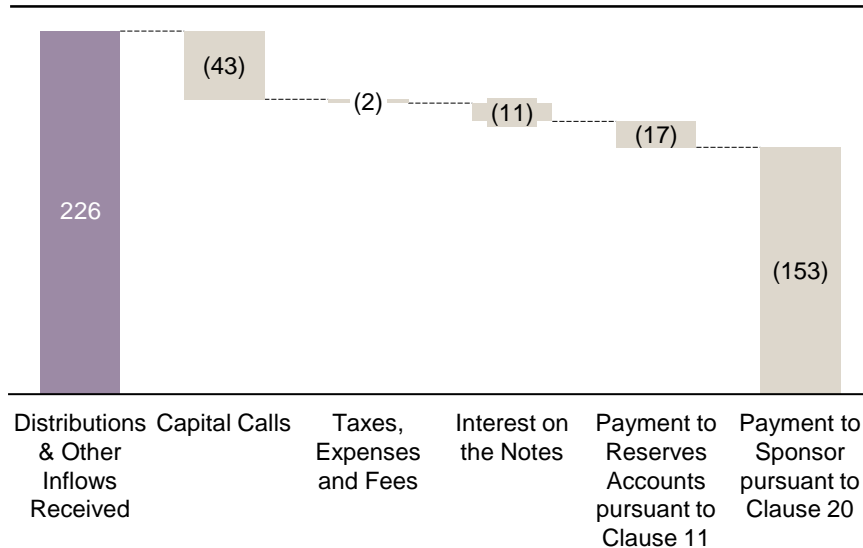 (43)
(2)
(11)
(17)
226
(153)
Distributions
& Other
Inflows
Received
Capital Calls
Taxes,
Expenses
and Fees
Interest on
the Notes
Payment to
Reserves
Accounts
pursuant to
Clause 11
Payment to
Sponsor
pursuant to
Clause 20